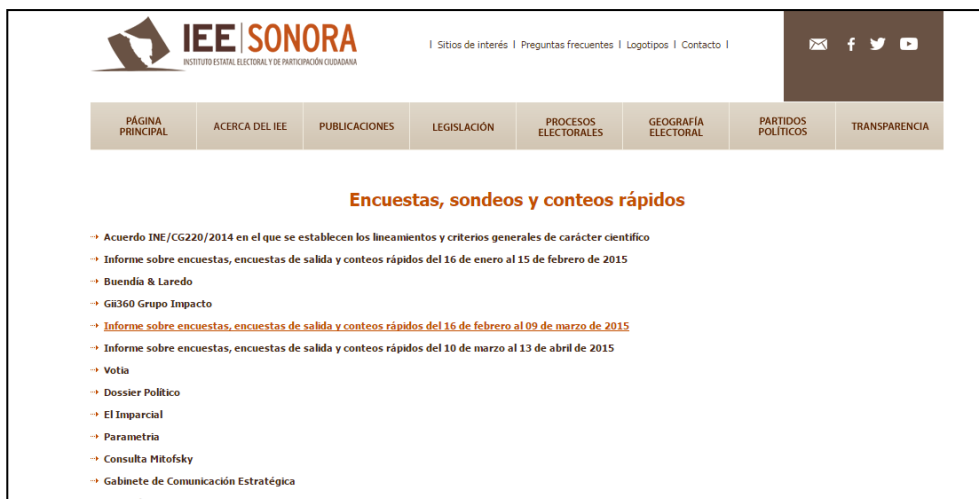 IEE SONORA
INSTITUTO ESTATAL ELECTORAL Y DE PARTICIPACIÓN CIUDADANA
| Sitios de interés | Preguntas frecuentes | Logotipos | Contacto |
PÁGINA PRINCIPAL
ACERCA DEL IEE
PUBLICACIONES
LEGISLACIÓN
PROCESOS ELECTORALES
GEOGRAFÍA ELECTORAL
PARTIDOS POLÍTICOS
TRANSPARENCIA
Encuestas, sondeos y conteos rápidos
Acuerdo INE/CG220/2014 en el que se establecen los lineamientos y criterios generales de carácter científico
Informe sobre encuestas, encuestas de salida y conteos rápidos del 16 de enero al 15 de febrero de 2015
Buendía & Laredo
Gii360 Grupo Impacto
Informe sobre encuestas, encuestas de salida y conteos rápidos del 16 de febrero al 09 de marzo de 2015
Informe sobre encuestas, encuestas de salida y conteos rápidos del 10 de marzo al 13 de abril de 2015
Votia
Dossier Político
El Imparcial
Parametria
Consulta Mitofsky
Gabinete de Comunicación Estratégica